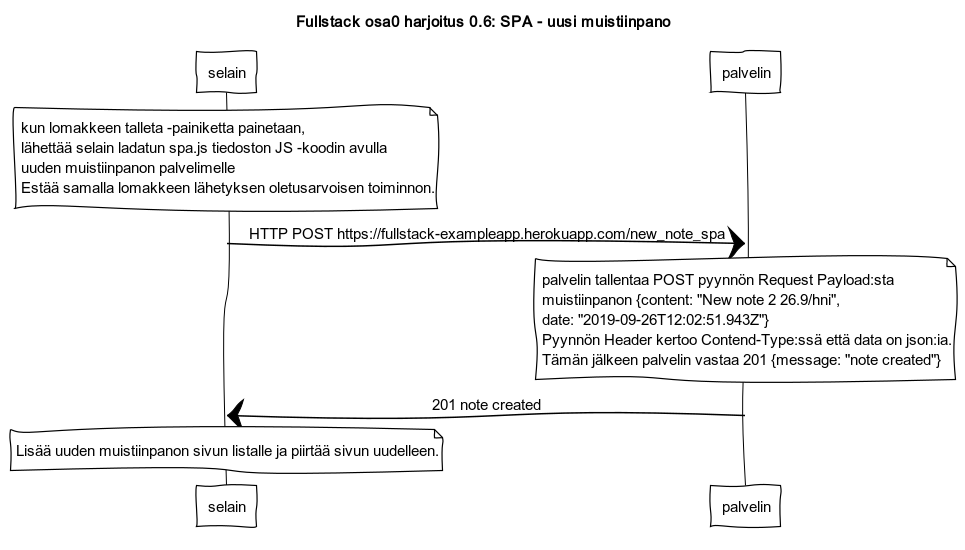 Fullstack osa0 harjoitus 0.6: SPA - uusi muistiinpano
selain
palvelin
kun lomakkeen talleta -painiketta painetaan,
lähettää selain ladatun spa.js tiedoston JS -koodin avulla
uuden muistiinpanon palvelimelle
Estää samalla lomakkeen lähetyksen oletusarvoisen toiminnon.
HTTP POST https://fullstack-exampleapp.herokuapp.com/new_note_spa
palvelin tallentaa POST pyynnön Request Payload:sta
muistiinpanon {content: "New note 2 26.9/hni",
date: "2019-09-26T12:02:51.943Z"}
Pyynnön Header kertoo Contend-Type:ssä että data on json:ia.
Tämän jälkeen palvelin vastaa 201 {message: "note created"}
201 note created
Lisää uuden muistiinpanon sivun listalle ja piirtää sivun uudelleen.
selain
palvelin